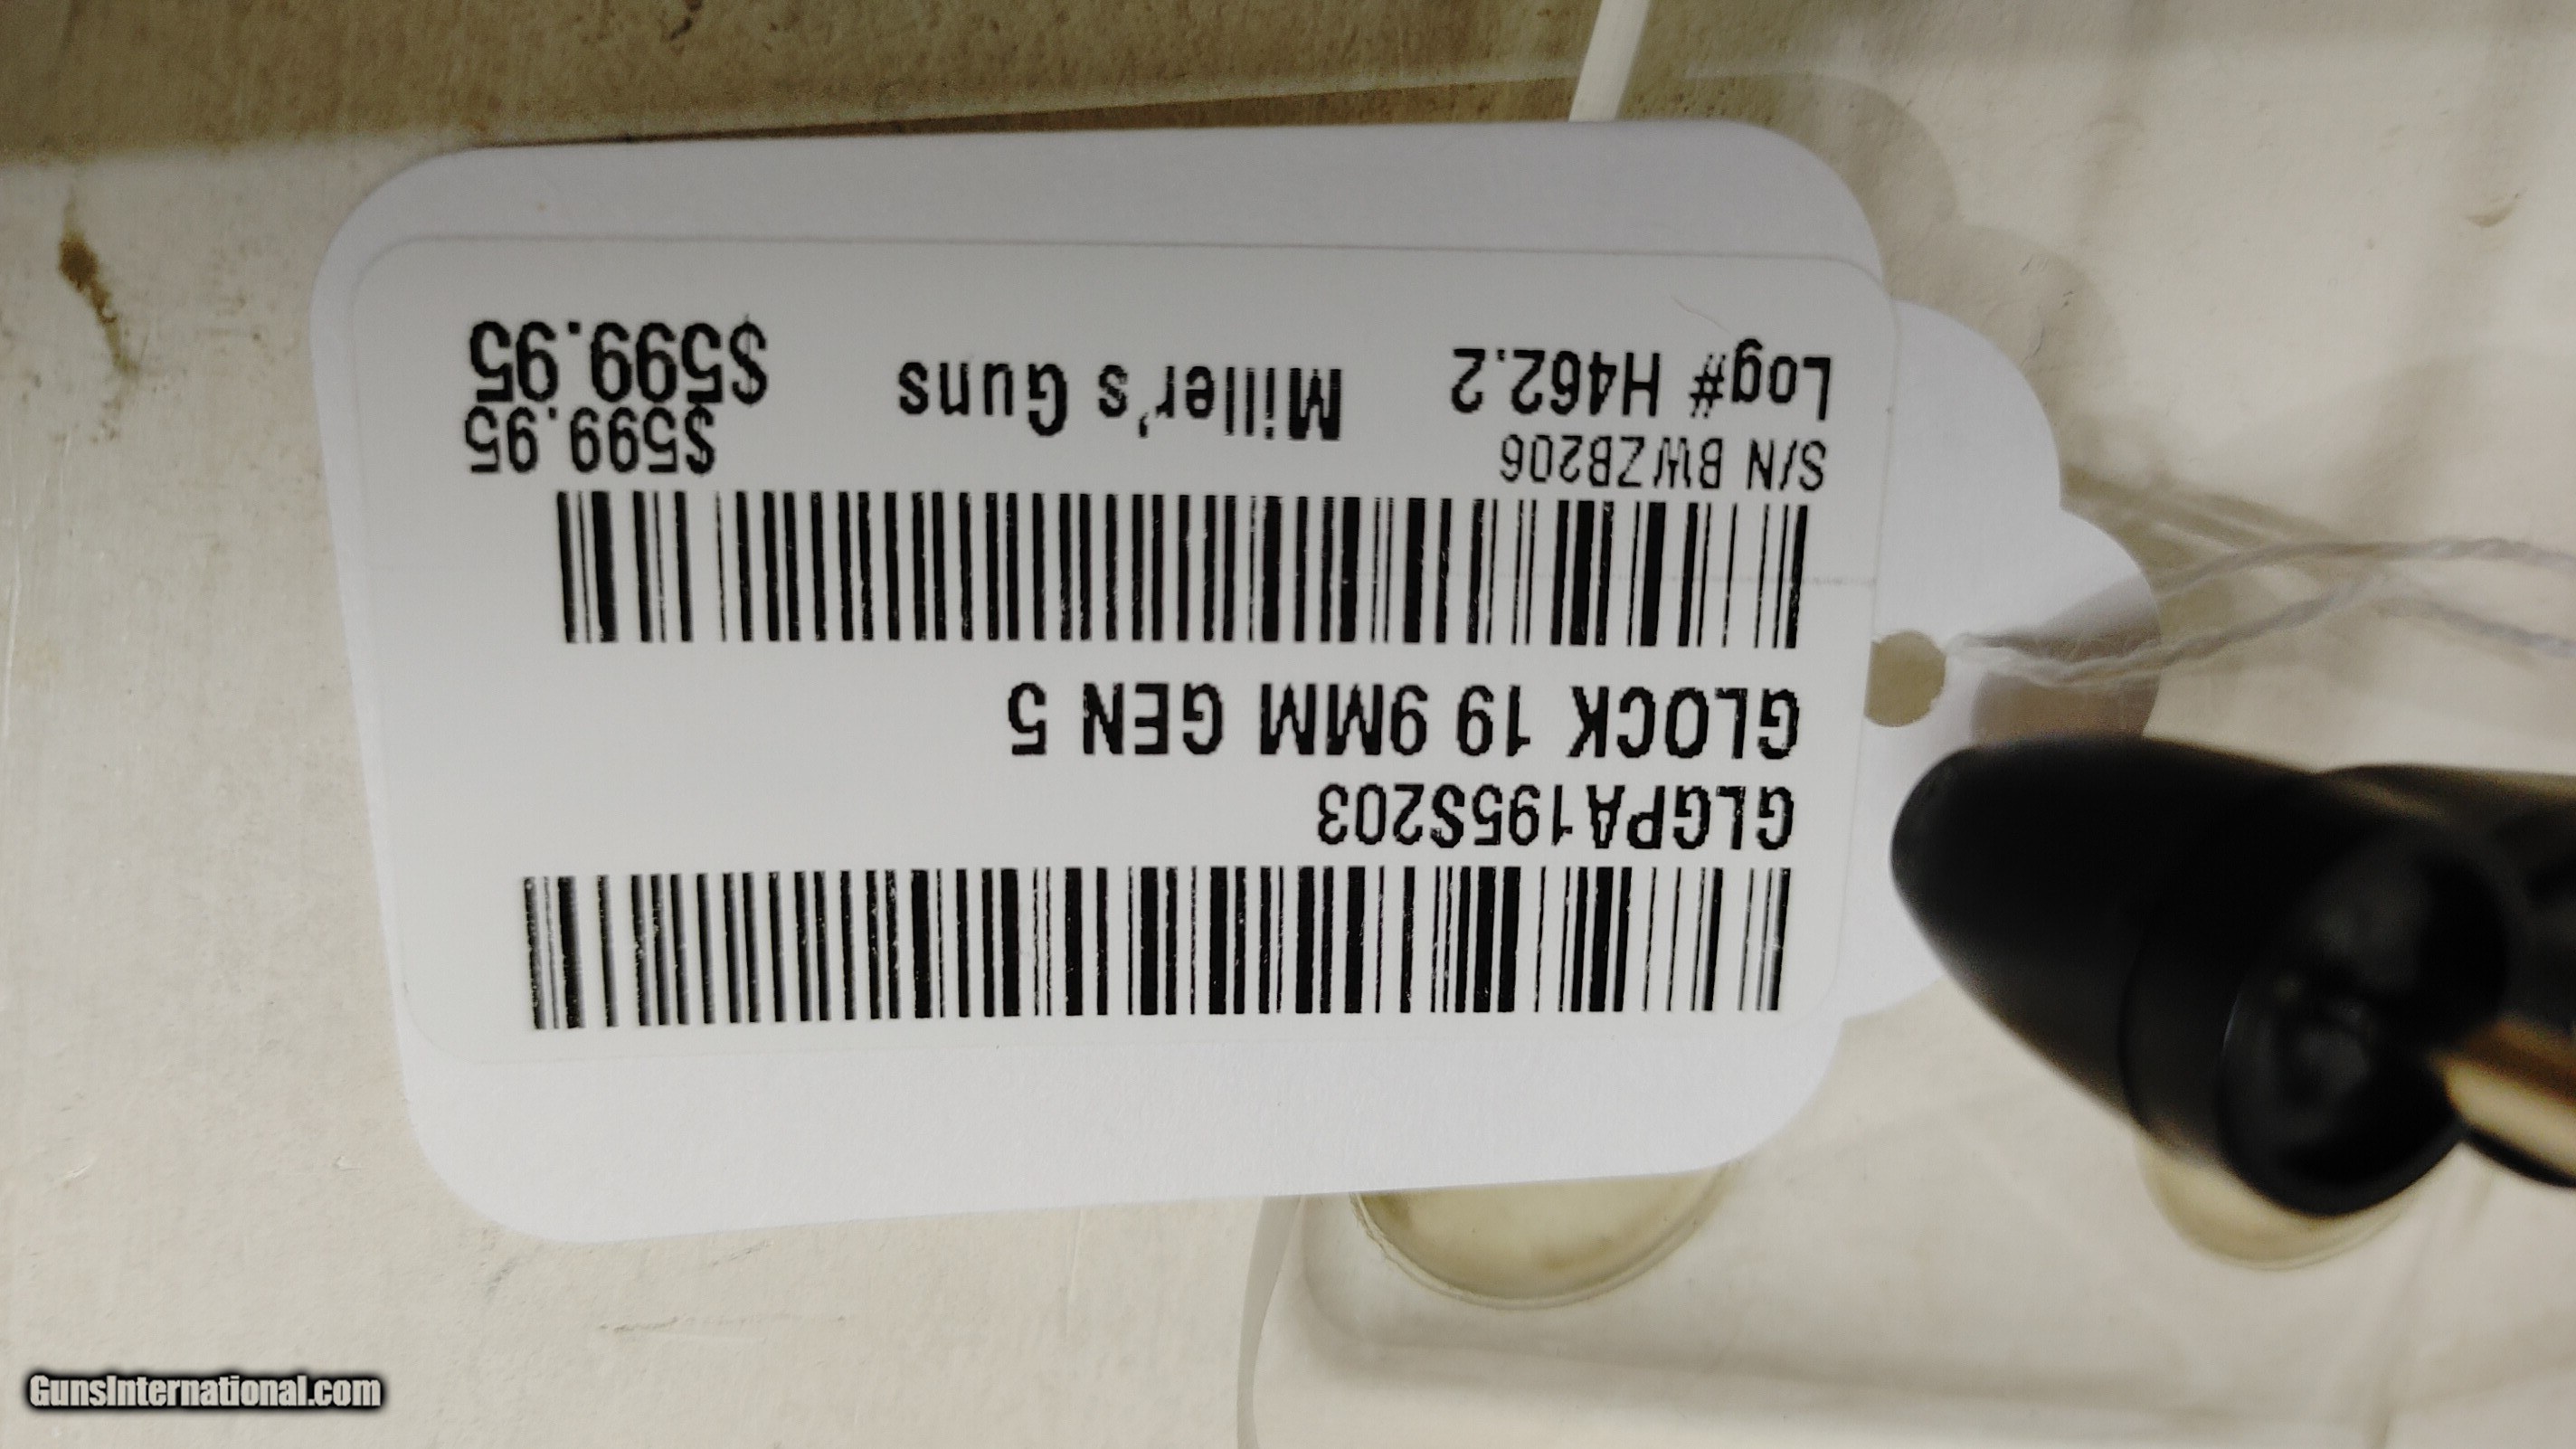 GLGPA195S203
GLOCK 19 9MM GEN 5
S/N BWZB206 $599.95
Log# H462.2 Miller's Guns $599.95
GunsInternational.com